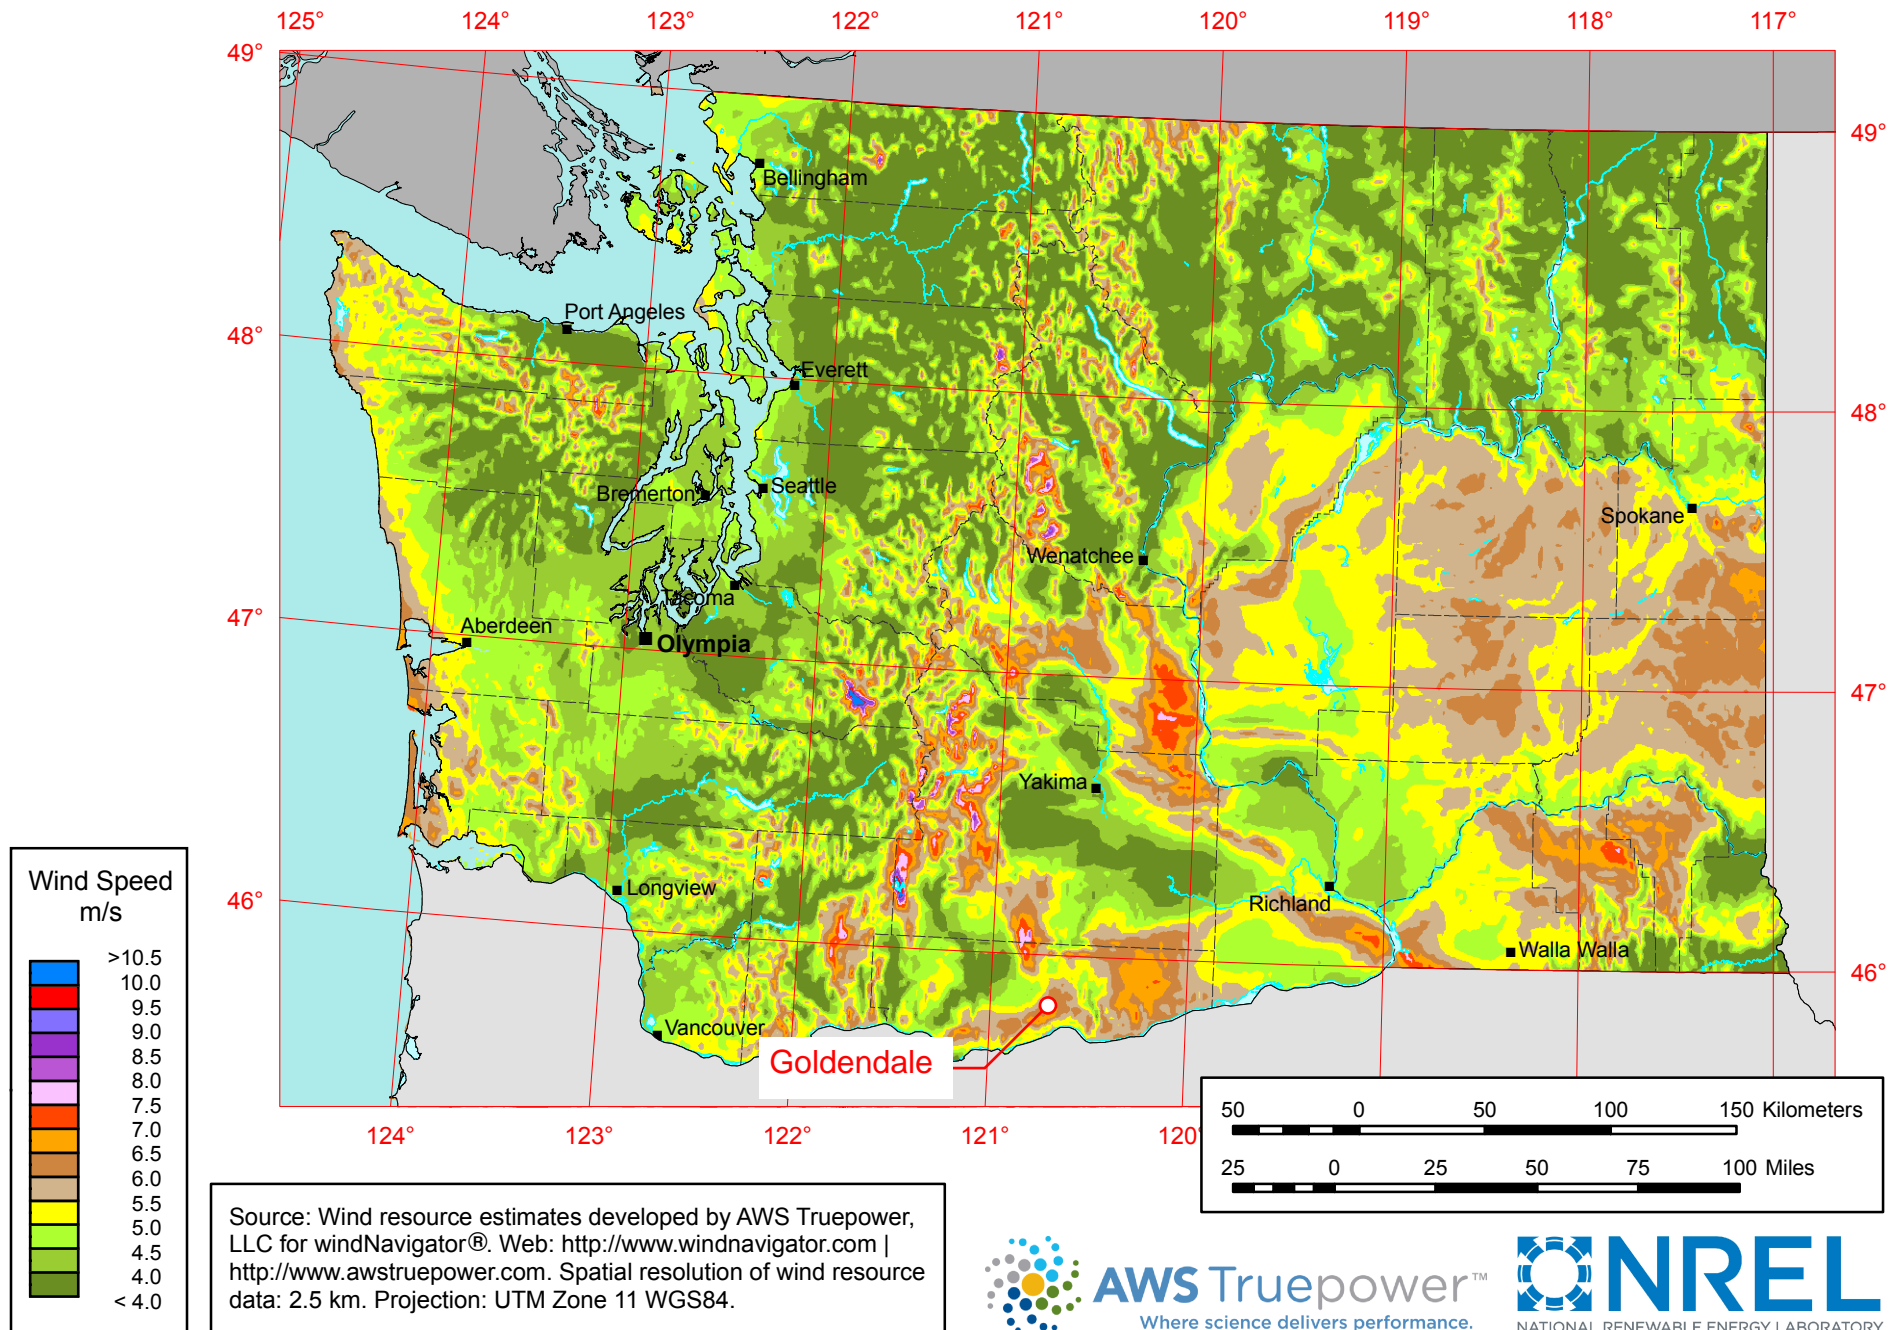 125° 124° 123° 122° 121° 120° 119° 118° 117°
49°
49°
Bellingham
Port Angeles
48°
Everett
48°
Bremerton
Seattle
Spokane
Wenatchee
47°
Aberdeen
Olympia
47°
Yakima
46°
Longview
Richland
Walla Walla
46°
Vancouver
Goldendale
124° 123° 122° 121°
Wind Speed
m/s
>10.5
10.0
9.5
9.0
8.5
8.0
7.5
7.0
6.5
6.0
5.5
5.0
4.5
4.0
< 4.0
50 0 50 100 150 Kilometers
25 0 25 50 75 100 Miles
Source: Wind resource estimates developed by AWS Truepower,
LLC for windNavigator®. Web: http://www.windnavigator.com |
http://www.awstruepower.com. Spatial resolution of wind resource
data: 2.5 km. Projection: UTM Zone 11 WGS84.
AWS Truepower™
Where science delivers performance.
NREL
NATIONAL RENEWABLE ENERGY LABORATORY